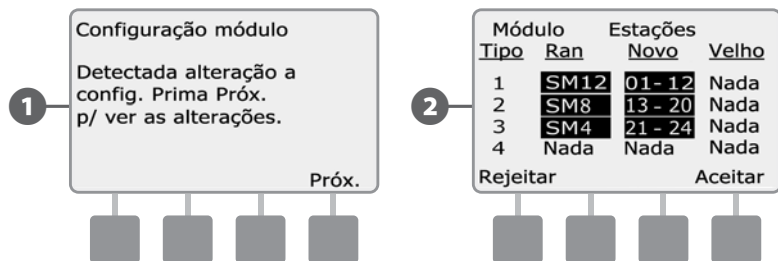 1
Configuração módulo
Detectada alteração a
config. Prima Próx.
p/ ver as alterações.
Próx.
2
Módulo Estações
Tipo Ran Novo Velho
1 SM12 01-12 Nada
2 SM8 13-20 Nada
3 SM4 21-24 Nada
4 Nada Nada Nada
Rejeitar Aceitar